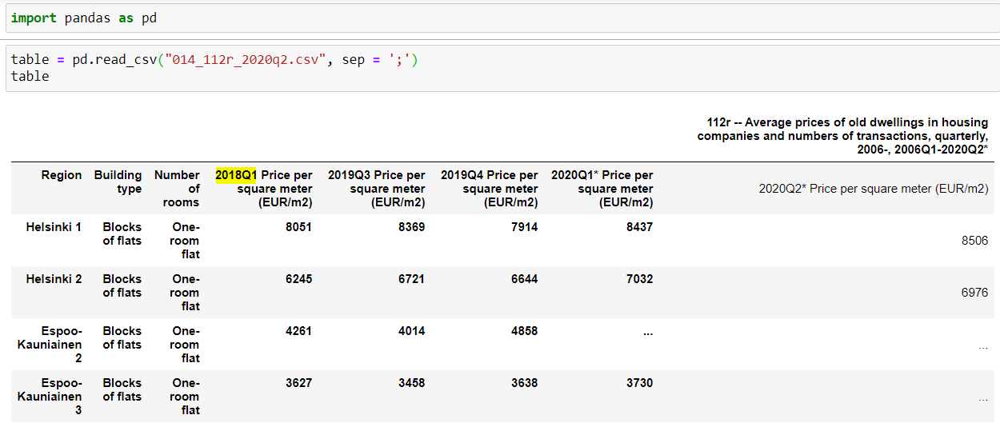 import pandas as pd
table = pd.read_csv("014_112r_2020q2.csv", sep = ';')
table
112r -- Average prices of old dwellings in housing
companies and numbers of transactions, quarterly,
2006-, 2006Q1-2020Q2*
Region Building type Number of rooms 2018Q1 Price per square meter (EUR/m2) 2019Q3 Price per square meter (EUR/m2) 2019Q4 Price per square meter (EUR/m2) 2020Q1* Price per square meter (EUR/m2) 2020Q2* Price per square meter (EUR/m2)
Helsinki 1 Blocks of flats One-room flat 8051 8369 7914 8437 8506
Helsinki 2 Blocks of flats One-room flat 6245 6721 6644 7032 6976
Espoo-Kauniainen 2 Blocks of flats One-room flat 4261 4014 4858 ... ...
Espoo-Kauniainen 3 Blocks of flats One-room flat 3627 3458 3638 3730 ...